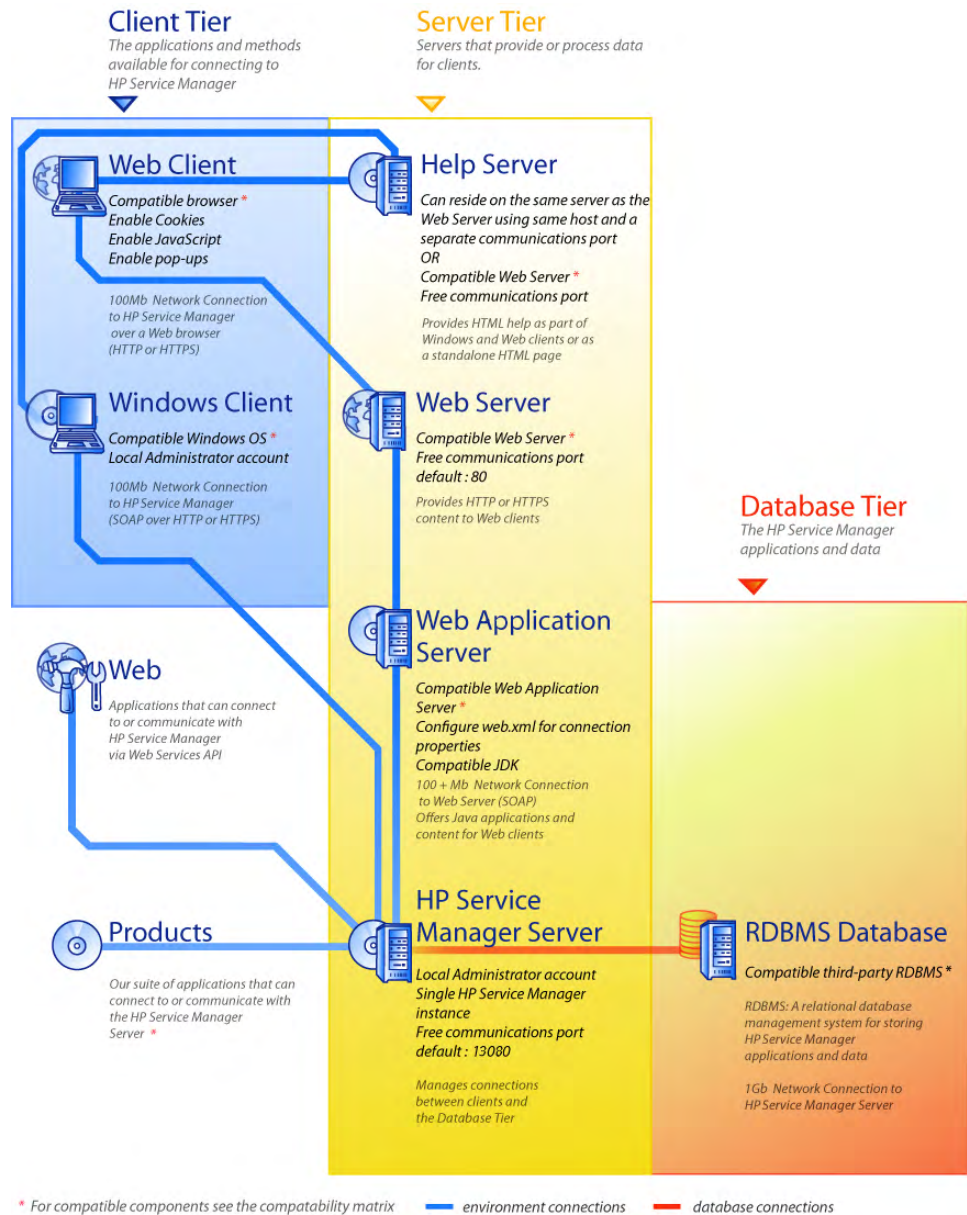 Client Tier
The applications and methods
available for connecting to
HP Service Manager
Server Tier
Servers that provide or process data
for clients.
Web Client
Compatible browser *
Enable Cookies
Enable JavaScript
Enable pop-ups
100Mb Network Connection
to HP Service Manager
over a Web browser
(HTTP or HTTPS)
Help Server
Can reside on the same server as the
Web Server using same host and a
separate communications port
OR
Compatible Web Server *
Free communications port
Provides HTML help as part of
Windows and Web clients or as
a standalone HTML page
Windows Client
Compatible Windows OS *
Local Administrator account
100Mb Network Connection
to HP Service Manager
(SOAP over HTTP or HTTPS)
Web Server
Compatible Web Server *
Free communications port
default : 80
Provides HTTP or HTTPS
content to Web clients
Database Tier
The HP Service Manager
applications and data
Web
Applications that can connect
to or communicate with
HP Service Manager
via Web Services API
Web Application
Server
Compatible Web Application
Server *
Configure web.xml for connection
properties
Compatible JDK
100 + Mb Network Connection
to Web Server (SOAP)
Offers Java applications and
content for Web clients
Products
Our suite of applications that can
connect to or communicate with
the HP Service Manager
Server *
HP Service
Manager Server
Local Administrator account
Single HP Service Manager
instance
Free communications port
default : 13080
Manages connections
between clients and
the Database Tier
RDBMS Database
Compatible third-party RDBMS *
RDBMS: A relational database
management system for storing
HP Service Manager
applications and data
1Gb Network Connection to
HP Service Manager Server
* For compatible components see the compatability matrix
environment connections
database connections